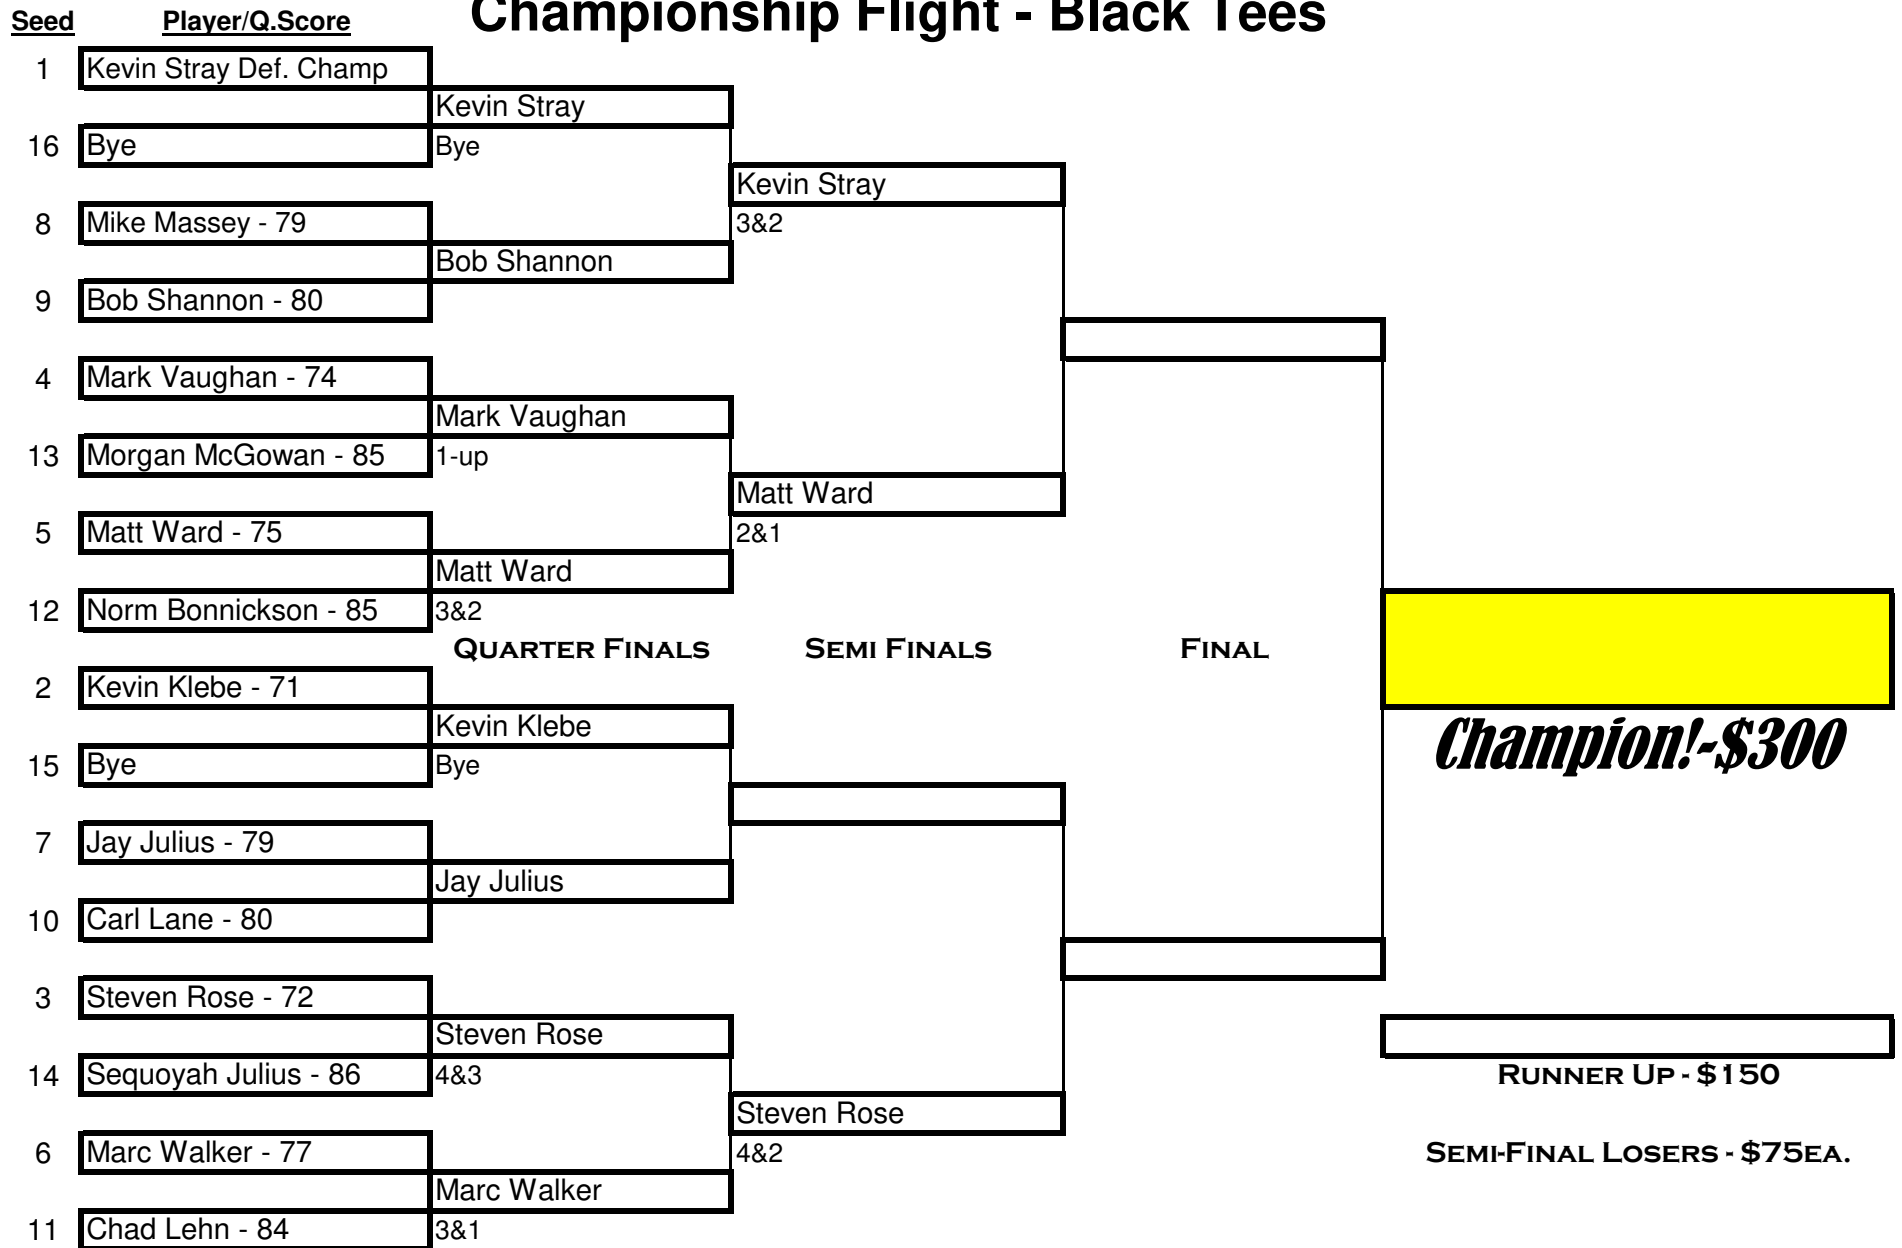 Championship Flight - Black Tees
Seed Player/Q.Score
1 Kevin Stray Def. Champ
Kevin Stray
16 Bye Bye
Kevin Stray
8 Mike Massey - 79 3&2
Bob Shannon
9 Bob Shannon - 80
4 Mark Vaughan - 74
Mark Vaughan
13 Morgan McGowan - 85 1-up
Matt Ward
5 Matt Ward - 75 2&1
Matt Ward
12 Norm Bonnickson - 85 3&2
QUARTER FINALS SEMI FINALS FINAL
2 Kevin Klebe - 71
Kevin Klebe
Champion!-$300
15 Bye Bye
7 Jay Julius - 79
Jay Julius
10 Carl Lane - 80
3 Steven Rose - 72
Steven Rose
14 Sequoyah Julius - 86 4&3 RUNNER UP - $150
Steven Rose
6 Marc Walker - 77 4&2 SEMI-FINAL LOSERS - $75EA.
Marc Walker
11 Chad Lehn - 84 3&1